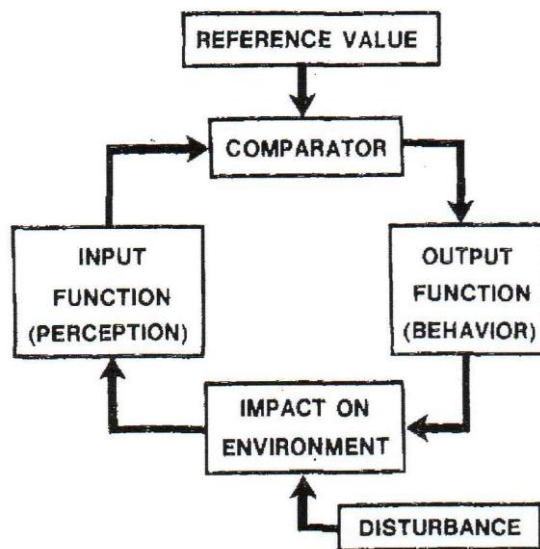 REFERENCE VALUE
COMPARATOR
INPUT
FUNCTION
(PERCEPTION)
OUTPUT
FUNCTION
(BEHAVIOR)
IMPACT ON
ENVIRONMENT
DISTURBANCE